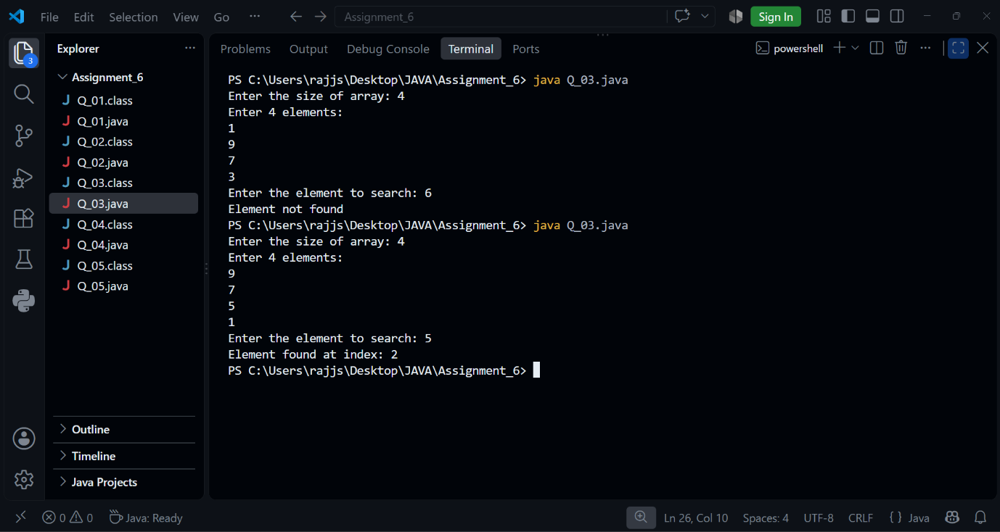 File Edit Selection View Go ... Assignment_6 Sign In
Explorer ...
3
Assignment_6
Q_01.class
Q_01.java
Q_02.class
Q_02.java
Q_03.class
Q_03.java
Q_04.class
Q_04.java
Q_05.class
Q_05.java
Outline
Timeline
Java Projects
Problems Output Debug Console Terminal Ports powershell
PS C:\Users\rajjs\Desktop\JAVA\Assignment_6> java Q_03.java
Enter the size of array: 4
Enter 4 elements:
1
9
7
3
Enter the element to search: 6
Element not found
PS C:\Users\rajjs\Desktop\JAVA\Assignment_6> java Q_03.java
Enter the size of array: 4
Enter 4 elements:
9
7
5
1
Enter the element to search: 5
Element found at index: 2
PS C:\Users\rajjs\Desktop\JAVA\Assignment_6>
0 0 Java: Ready Ln 26, Col 10 Spaces: 4 UTF-8 CRLF {} Java